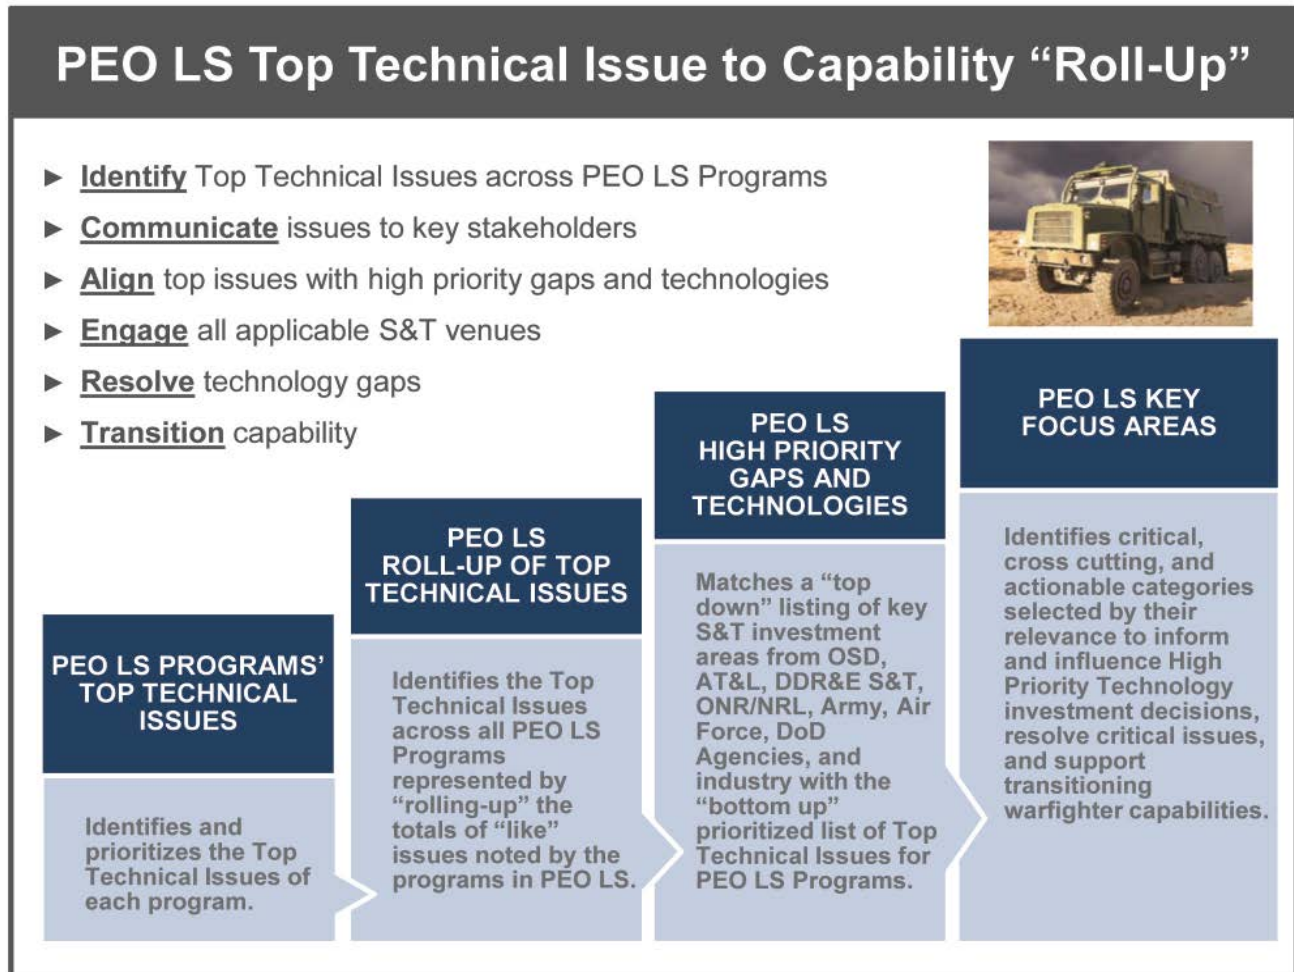 PEO LS Top Technical Issue to Capability “Roll-Up”
► Identify Top Technical Issues across PEO LS Programs
► Communicate issues to key stakeholders
► Align top issues with high priority gaps and technologies
► Engage all applicable S&T venues
► Resolve technology gaps
► Transition capability
PEO LS PROGRAMS’
TOP TECHNICAL
ISSUES
Identifies and
prioritizes the Top
Technical Issues of
each program.
PEO LS
ROLL-UP OF TOP
TECHNICAL ISSUES
Identifies the Top
Technical Issues
across all PEO LS
Programs
represented by
“rolling-up” the
totals of “like”
issues noted by the
programs in PEO LS.
PEO LS
HIGH PRIORITY
GAPS AND
TECHNOLOGIES
Matches a “top
down” listing of key
S&T investment
areas from OSD,
AT&L, DDR&E S&T,
ONR/NRL, Army, Air
Force, DoD
Agencies, and
industry with the
“bottom up”
prioritized list of Top
Technical Issues for
PEO LS Programs.
PEO LS KEY
FOCUS AREAS
Identifies critical,
cross cutting, and
actionable categories
selected by their
relevance to inform
and influence High
Priority Technology
investment decisions,
resolve critical issues,
and support
transitioning
warfighter capabilities.